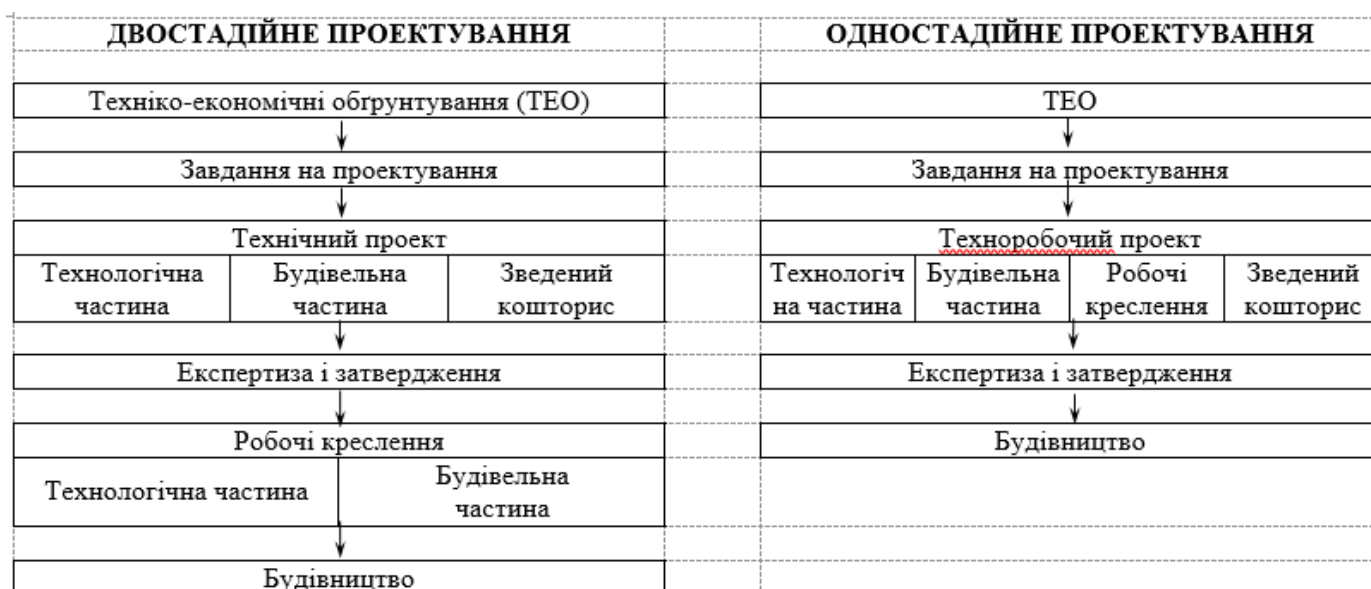 ДВОСТАДІЙНЕ ПРОЕКТУВАННЯ
Техніко-економічні обґрунтування (ТЕО)
Завдання на проектування
Технічний проект
Технологічна
частина
Будівельна
частина
Зведений
кошторис
Експертиза і затвердження
Робочі креслення
Технологічна частина
Будівельна
частина
Будівництво
ОДНОСТАДІЙНЕ ПРОЕКТУВАННЯ
ТЕО
Завдання на проектування
Техноробочий проект
Технологіч
на частина
Будівельна
частина
Робочі
креслення
Зведений
кошторис
Експертиза і затвердження
Будівництво